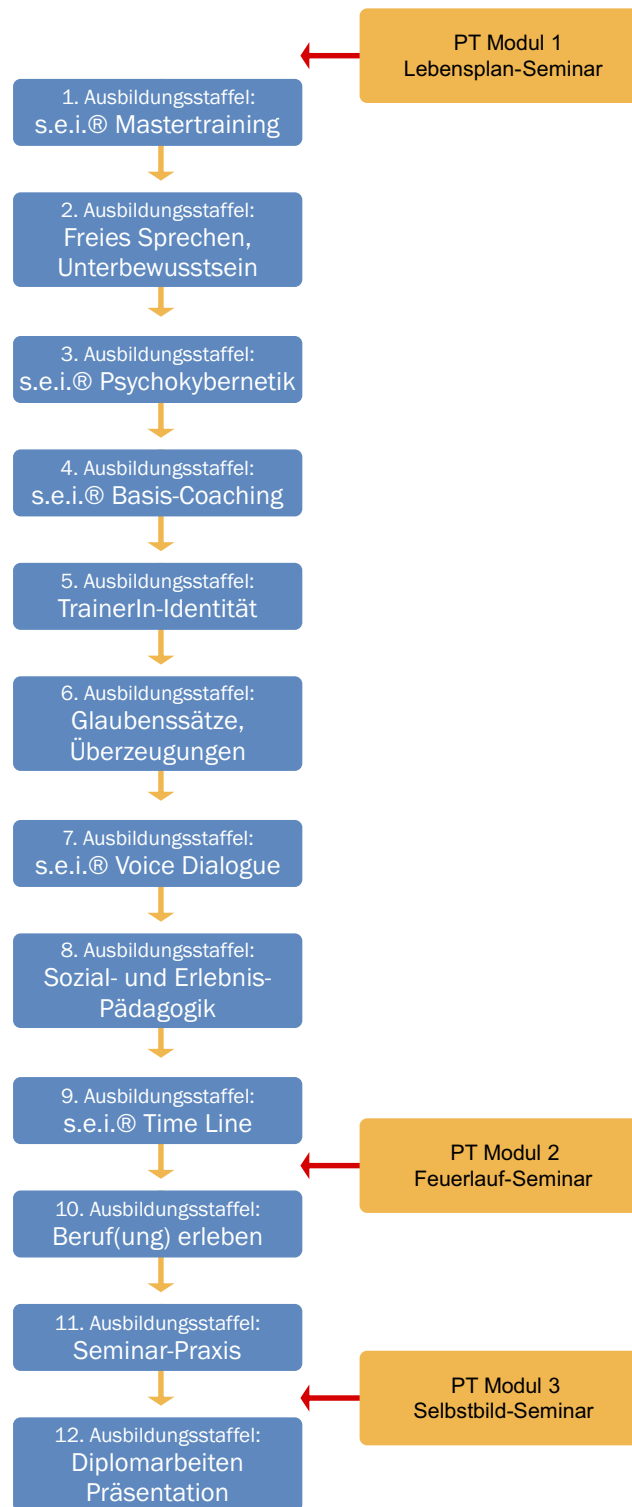 PT Modul 1
Lebensplan-Seminar
1. Ausbildungsstaffel:
s.e.i.® Mastertraining
2. Ausbildungsstaffel:
Freies Sprechen,
Unterbewusstsein
3. Ausbildungsstaffel:
s.e.i.® Psychokybernetik
4. Ausbildungsstaffel:
s.e.i.® Basis-Coaching
5. Ausbildungsstaffel:
TrainerIn-Identität
6. Ausbildungsstaffel:
Glaubenssätze,
Überzeugungen
7. Ausbildungsstaffel:
s.e.i.® Voice Dialogue
8. Ausbildungsstaffel:
Sozial- und Erlebnis-
Pädagogik
9. Ausbildungsstaffel:
s.e.i.® Time Line
PT Modul 2
Feuerlauf-Seminar
10. Ausbildungsstaffel:
Beruf(ung) erleben
11. Ausbildungsstaffel:
Seminar-Praxis
PT Modul 3
Selbstbild-Seminar
12. Ausbildungsstaffel:
Diplomarbeiten
Präsentation